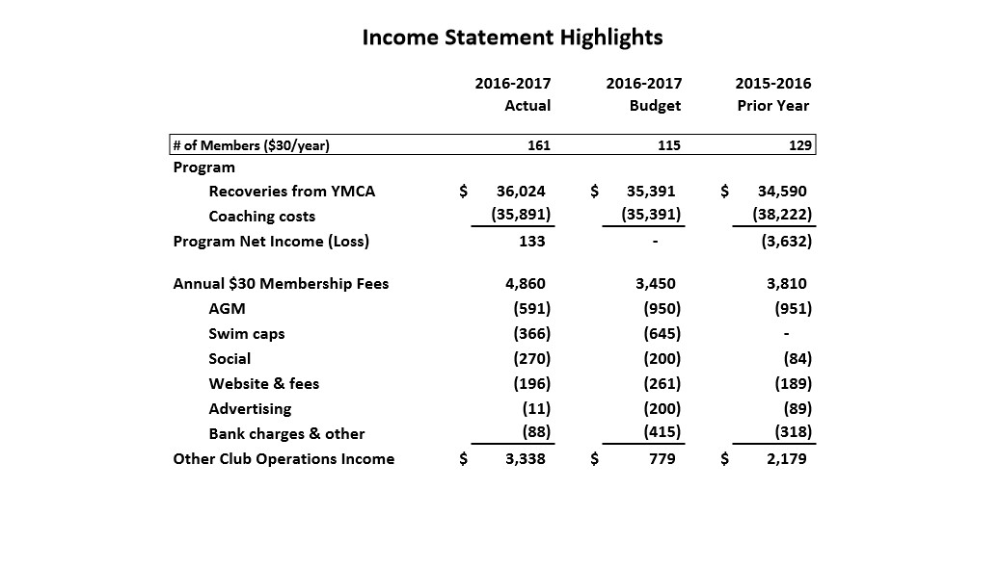 Income Statement Highlights
2016-2017 2016-2017 2015-2016
Actual Budget Prior Year
# of Members ($30/year) 161 115 129
Program
Recoveries from YMCA $ 36,024 $ 35,391 $ 34,590
Coaching costs (35,891) (35,391) (38,222)
Program Net Income (Loss) 133 - (3,632)
Annual $30 Membership Fees 4,860 3,450 3,810
AGM (591) (950) (951)
Swim caps (366) (645) -
Social (270) (200) (84)
Website & fees (196) (261) (189)
Advertising (11) (200) (89)
Bank charges & other (88) (415) (318)
Other Club Operations Income $ 3,338 $ 779 $ 2,179